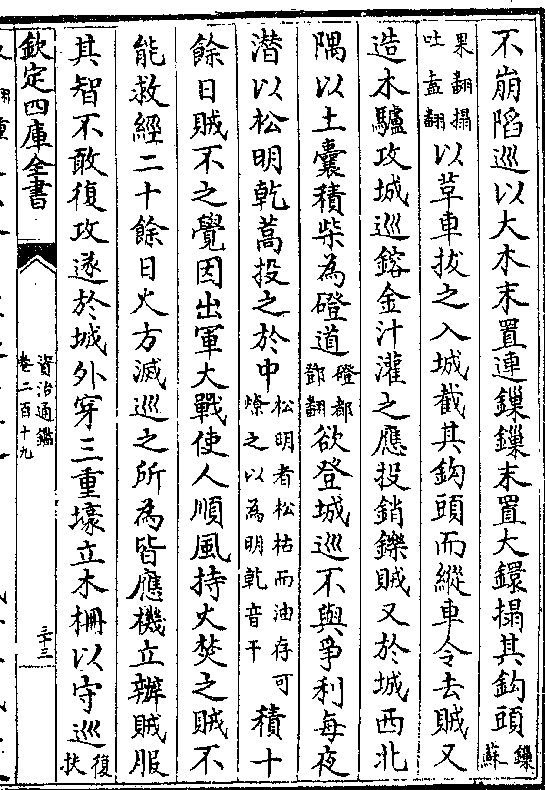 不崩陷巡以大木末置連鏁鏁末置大鐶搨其鈎頭鏁蘇
果翻搨吐盍翻以革車拔之入城截其鈎頭而縱車令去賊又
造木驢攻城巡鎔金汁灌之應投銷鑠賊又於城西北
隅以土囊積柴為磴道磴都鄧翻欲登城巡不與爭利每夜
潛以松明乾蒿投之於中松明者松枯而油存可燎之以為明乾音干積十
餘日賊不之覺因出軍大戰使人順風持火焚之賊不
能救經二十餘日火方滅巡之所為皆應機立辦賊服
其智不敢復攻遂於城外穿三重壕立木柵以守巡復扶
欽定四庫全書
資治通鑑
卷二百十九
三十三